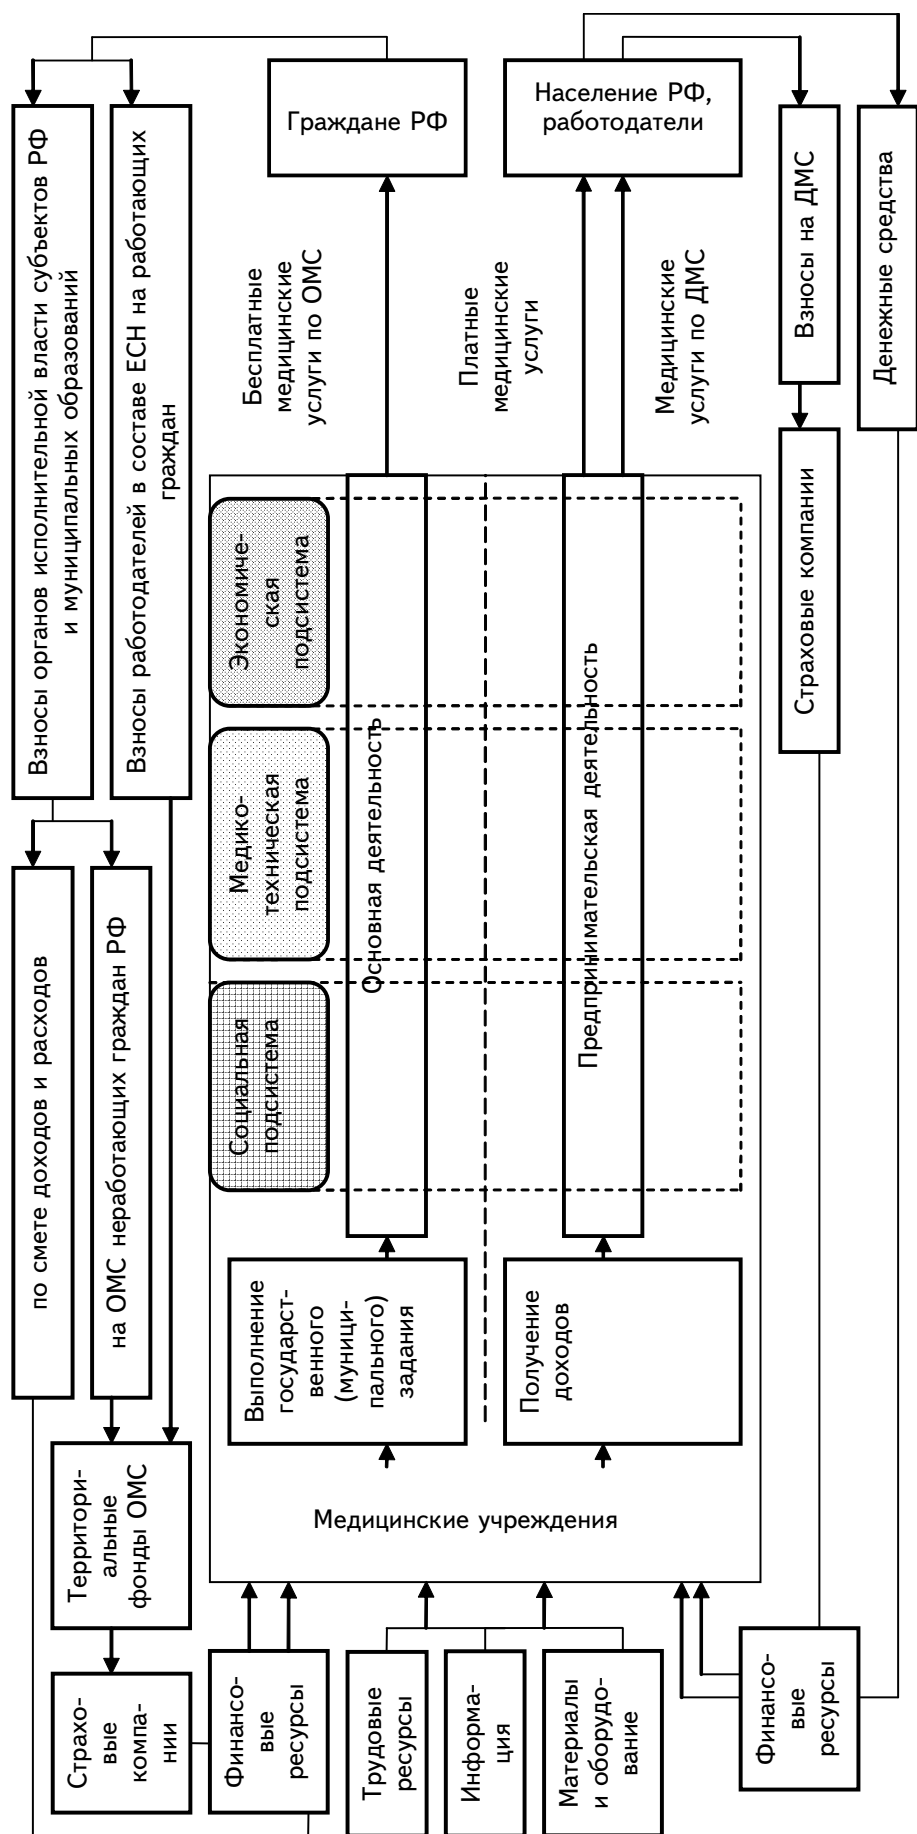 Граждане РФ
Население РФ,
работодатели
Взносы органов исполнительной власти субъектов РФ
и муниципальных образований
Взносы работодателей в составе ЕСН на работающих
граждан
Бесплатные
медицинские
услуги по ОМС
Платные
медицинские
услуги
Медицинские
услуги по ДМС
Взносы на ДМС
Денежные средства
Экономиче-
ская
подсистема
Медико-
техническая
подсистема
Социальная
подсистема
Основная деятельность
Предпринимательская деятельность
Страховые компании
по смете доходов и расходов
на ОМС неработающих граждан РФ
Выполнение
государст-
венного
(муници-
пального)
задания
Получение
доходов
Территори-
альные
фонды ОМС
Медицинские учреждения
Страхо-
вые
компа-
нии
Финансо-
вые
ресурсы
Трудовые
ресурсы
Информа-
ция
Материалы
и оборудо-
вание
Финансо-
вые
ресурсы